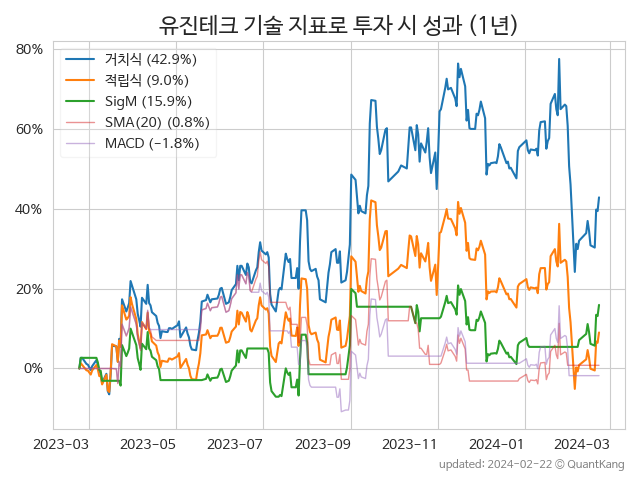 유진테크 기술 지표로 투자 시 성과 (1년)
80%
60%
40%
20%
0%
거치식 (42.9%)
적립식 (9.0%)
SigM (15.9%)
SMA(20) (0.8%)
MACD (−1.8%)
2023-03 2023-05 2023-07 2023-09 2023-11 2024-01 2024-03
updated: 2024-02-22 © QuantKang